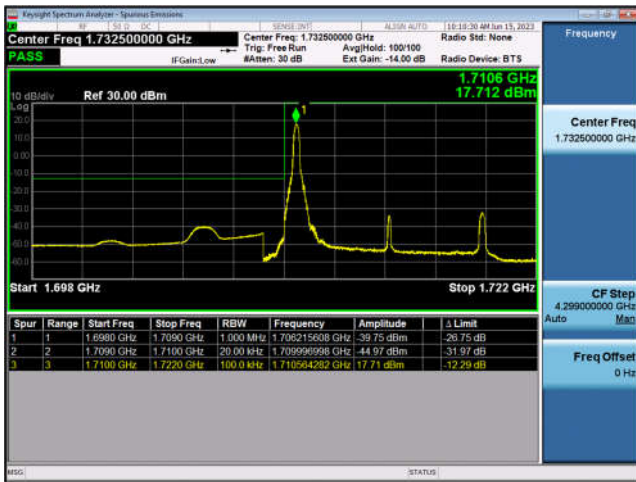 Keysight Spectrum Analyzer - Spurious Emissions
RF 50 Ω DC SENSE:INT ALIGN AUTO 10:10:30 AM Jun 15, 2023
Center Freq 1.732500000 GHz
Center Freq: 1.732500000 GHz
Radio Std: None
Trig: Free Run Avg|Hold: 100/100
PASS
IFGain:Low
#Atten: 30 dB Ext Gain: -14.00 dB
Radio Device: BTS
1.7106 GHz
17.712 dBm
10 dB/div Ref 30.00 dBm
Log
20.0
10.0
0.00
-10.0
-20.0
-30.0
-40.0
-50.0
-60.0
1
Start 1.698 GHz Stop 1.722 GHz
Spur Range Start Freq Stop Freq RBW Frequency Amplitude Δ Limit
1 1 1.6980 GHz 1.7090 GHz 1.000 MHz 1.706215608 GHz -39.75 dBm -26.75 dB
2 2 1.7090 GHz 1.7100 GHz 20.00 kHz 1.709996998 GHz -44.97 dBm -31.97 dB
3 3 1.7100 GHz 1.7220 GHz 100.0 kHz 1.710564282 GHz 17.71 dBm -12.29 dB
MSG STATUS
Frequency
Center Freq
1.732500000 GHz
CF Step
4.299000000 GHz
Auto Man
Freq Offset
0 Hz